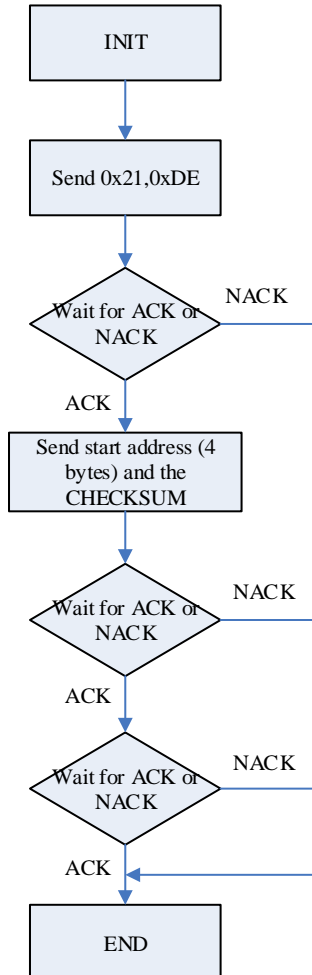 INIT
Send 0x21,0xDE
Wait for ACK or
NACK
NACK
ACK
Send start address (4
bytes) and the
CHECKSUM
Wait for ACK or
NACK
NACK
ACK
Wait for ACK or
NACK
NACK
ACK
END